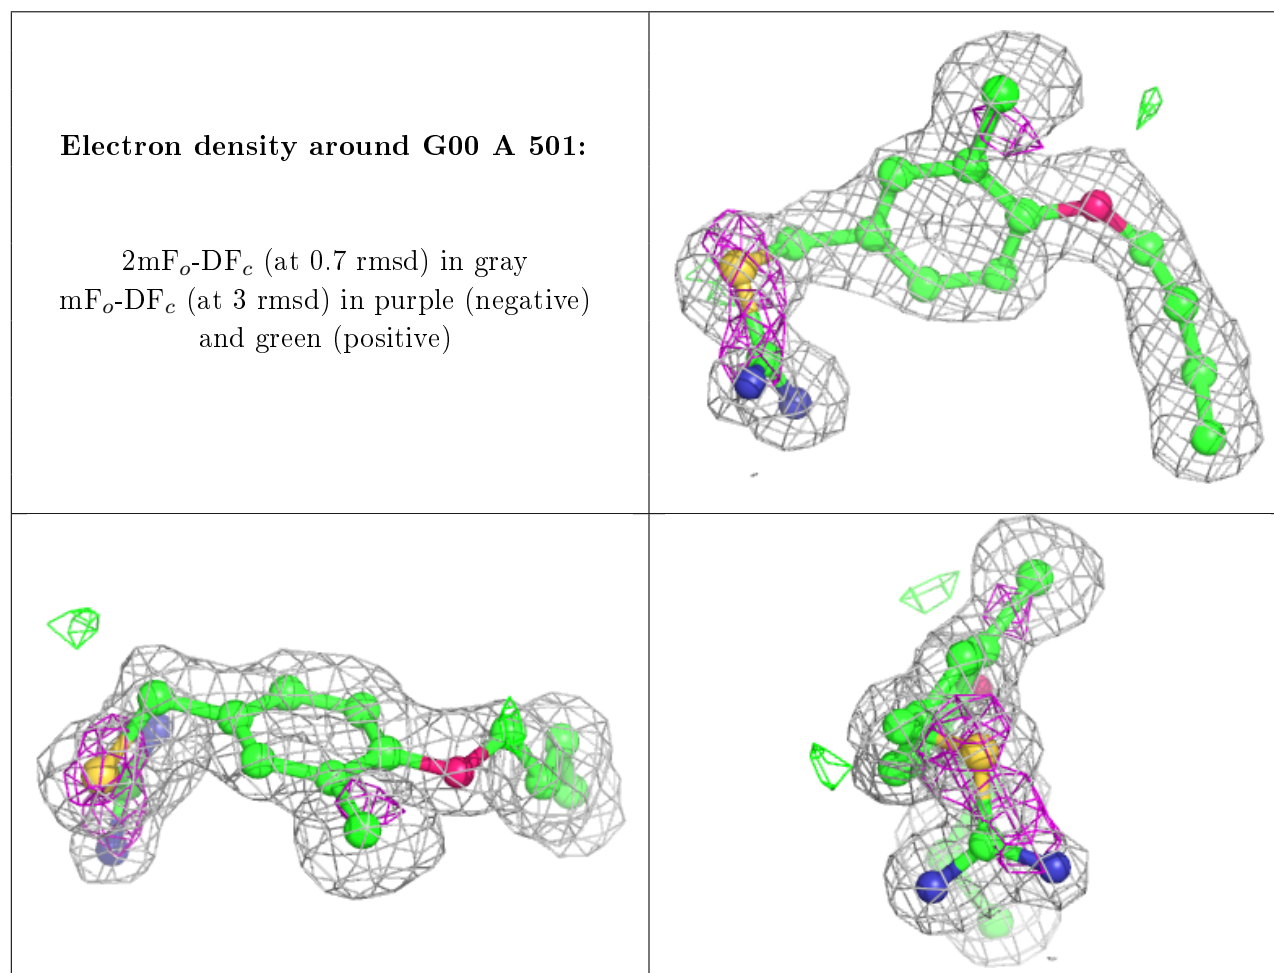 Electron density around G00 A 501:
2mFₒ-DF𝒸 (at 0.7 rmsd) in gray
mFₒ-DF𝒸 (at 3 rmsd) in purple (negative)
and green (positive)